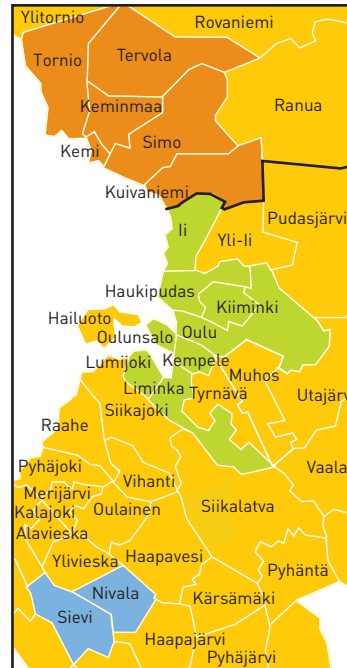 Ylitornio
Rovaniemi
Tornio
Tervola
Keminmaa
Ranua
Simo
Kemi
Kuivaniemi
Pudasjärvi
Ii
Yli-Ii
Haukipudas
Kiiminki
Hailuoto
Oulunsalo
Oulu
Lumijoki
Kempele
Muhos
Liminka
Tyrnävä
Utajärv
Siikajoki
Raahe
Pyhäjoki
Vaala
Vihanti
Merijärvi
Siikalatva
Kalajoki
Oulainen
Alavieska
Ylivieska
Haapavesi
Pyhäntä
Nivala
Kärsämäki
Sievi
Haapajärvi
Pyhäjärvi